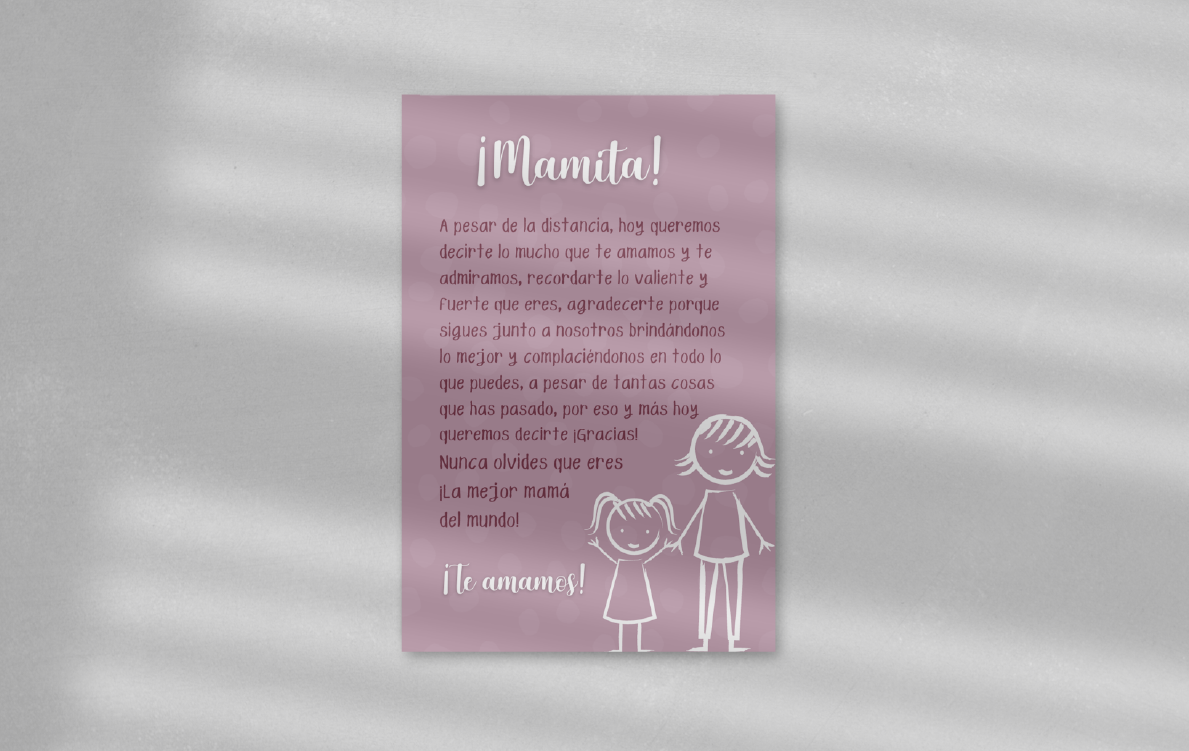 ¡Mamita!
A pesar de la distancia, hoy queremos
decirte lo mucho que te amamos y te
admiramos, recordarte lo valiente y
fuerte que eres, agradecerte porque
sigues junto a nosotros brindándonos
lo mejor y complaciéndonos en todo lo
que puedes, a pesar de tantas cosas
que has pasado, por eso y más hoy
queremos decirte ¡Gracias!
Nunca olvides que eres
¡La mejor mamá
del mundo!
¡Te amamos!